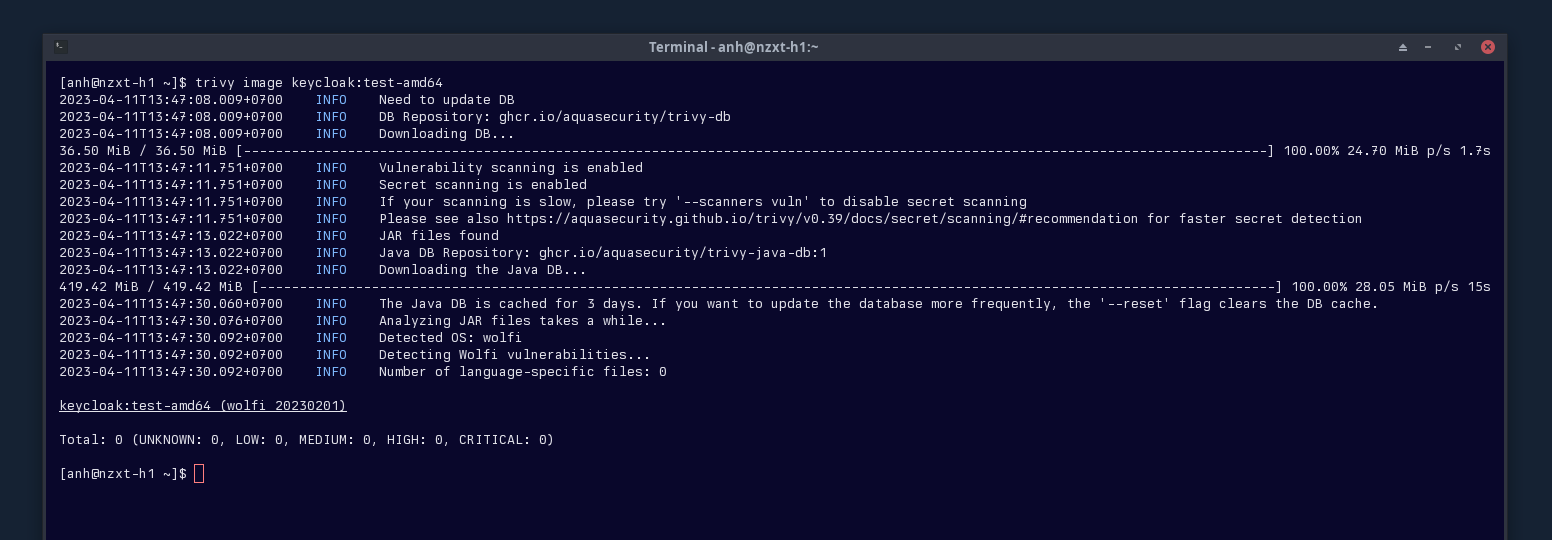 Terminal - anh@nzxt-h1:~
[anh@nzxt-h1 ~]$ trivy image keycloak:test-amd64
2023-04-11T13:47:08.009+0700 INFO Need to update DB
2023-04-11T13:47:08.009+0700 INFO DB Repository: ghcr.io/aquasecurity/trivy-db
2023-04-11T13:47:08.009+0700 INFO Downloading DB...
36.50 MiB / 36.50 MiB [--------------------------------------------------------------------------------------------------------------------------------] 100.00% 24.70 MiB p/s 1.7s
2023-04-11T13:47:11.751+0700 INFO Vulnerability scanning is enabled
2023-04-11T13:47:11.751+0700 INFO Secret scanning is enabled
2023-04-11T13:47:11.751+0700 INFO If your scanning is slow, please try '--scanners vuln' to disable secret scanning
2023-04-11T13:47:11.751+0700 INFO Please see also https://aquasecurity.github.io/trivy/v0.39/docs/secret/scanning/#recommendation for faster secret detection
2023-04-11T13:47:13.022+0700 INFO JAR files found
2023-04-11T13:47:13.022+0700 INFO Java DB Repository: ghcr.io/aquasecurity/trivy-java-db:1
2023-04-11T13:47:13.022+0700 INFO Downloading the Java DB...
419.42 MiB / 419.42 MiB [-------------------------------------------------------------------------------------------------------------------------------] 100.00% 28.05 MiB p/s 15s
2023-04-11T13:47:30.060+0700 INFO The Java DB is cached for 3 days. If you want to update the database more frequently, the '--reset' flag clears the DB cache.
2023-04-11T13:47:30.076+0700 INFO Analyzing JAR files takes a while...
2023-04-11T13:47:30.092+0700 INFO Detected OS: wolfi
2023-04-11T13:47:30.092+0700 INFO Detecting Wolfi vulnerabilities...
2023-04-11T13:47:30.092+0700 INFO Number of language-specific files: 0
keycloak:test-amd64 (wolfi 20230201)
Total: 0 (UNKNOWN: 0, LOW: 0, MEDIUM: 0, HIGH: 0, CRITICAL: 0)
[anh@nzxt-h1 ~]$